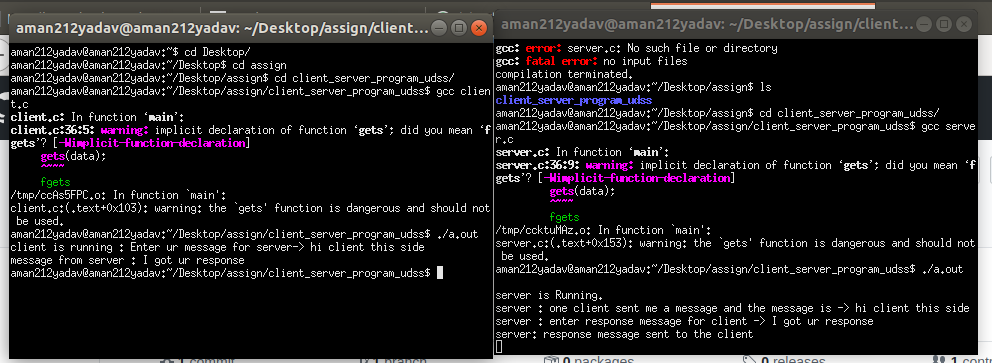 aman212yadav@aman212yadav: ~/Desktop/assign/client...
aman212yadav@aman212yadav:~$ cd Desktop/
aman212yadav@aman212yadav:~/Desktop$ cd assign
aman212yadav@aman212yadav:~/Desktop/assign$ cd client_server_program_udss/
aman212yadav@aman212yadav:~/Desktop/assign/client_server_program_udss$ gcc clien
t.c
client.c: In function ‘main’:
client.c:36:5: warning: implicit declaration of function ‘gets’; did you mean ‘f
gets’? [-Wimplicit-function-declaration]
gets(data);
^~~~
fgets
/tmp/ccAs5FPC.o: In function `main':
client.c:(.text+0x103): warning: the `gets' function is dangerous and should not
be used.
aman212yadav@aman212yadav:~/Desktop/assign/client_server_program_udss$ ./a.out
client is running : Enter ur message for server-> hi client this side
message from server : I got ur response
aman212yadav@aman212yadav:~/Desktop/assign/client_server_program_udss$
aman212yadav@aman212yadav: ~/Desktop/assign/client...
gcc: error: server.c: No such file or directory
gcc: fatal error: no input files
compilation terminated.
aman212yadav@aman212yadav:~/Desktop/assign$ ls
client_server_program_udss
aman212yadav@aman212yadav:~/Desktop/assign$ cd client_server_program_udss/
aman212yadav@aman212yadav:~/Desktop/assign/client_server_program_udss$ gcc serve
r.c
server.c: In function ‘main’:
server.c:36:9: warning: implicit declaration of function ‘gets’; did you mean ‘f
gets’? [-Wimplicit-function-declaration]
gets(data);
^~~~
fgets
/tmp/ccktuMAz.o: In function `main':
server.c:(.text+0x153): warning: the `gets' function is dangerous and should not
be used.
aman212yadav@aman212yadav:~/Desktop/assign/client_server_program_udss$ ./a.out
server is Running.
server : one client sent me a message and the message is -> hi client this side
server : enter response message for client -> I got ur response
server: response message sent to the client
1 commit
1 branch
0 packages
0 releases